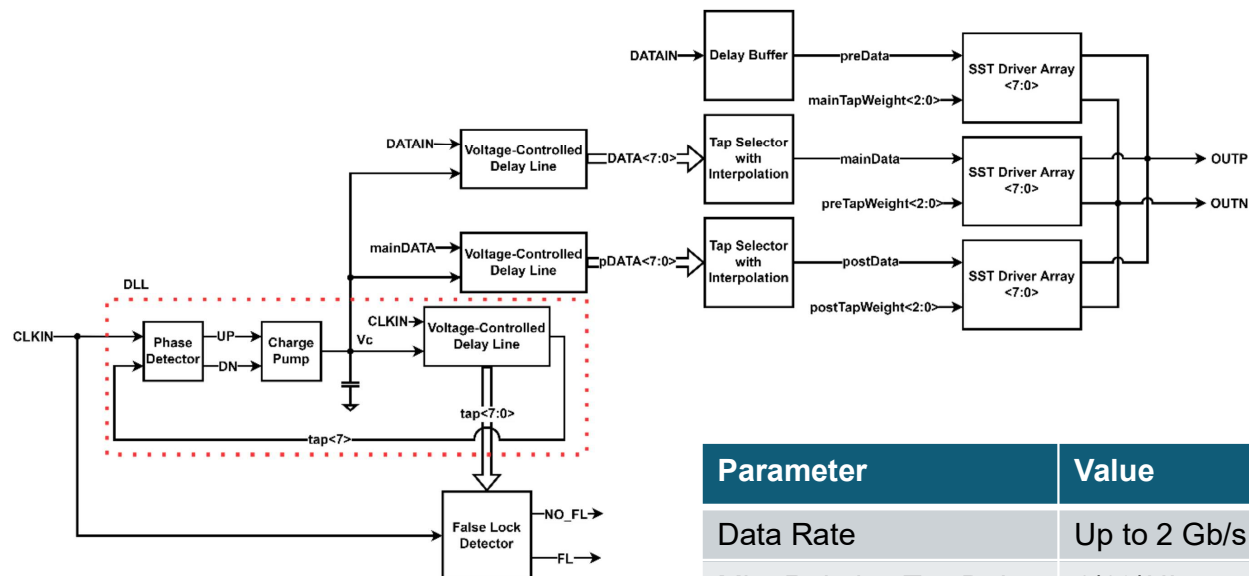 DATAIN
Delay Buffer
preData
mainTapWeight<2:0>
SST Driver Array
<7:0>
DATAIN
Voltage-Controlled
Delay Line
DATA<7:0>
Tap Selector
with
Interpolation
mainData
preTapWeight<2:0>
SST Driver Array
<7:0>
OUTP
OUTN
mainDATA
Voltage-Controlled
Delay Line
pDATA<7:0>
Tap Selector
with
Interpolation
postData
postTapWeight<2:0>
SST Driver Array
<7:0>
DLL
CLKIN
Phase
Detector
UP
DN
Charge
Pump
Vc
CLKIN
Voltage-Controlled
Delay Line
tap<7:0>
tap<7>
False Lock
Detector
NO_FL
FL
Parameter Value
Data Rate Up to 2 Gb/s